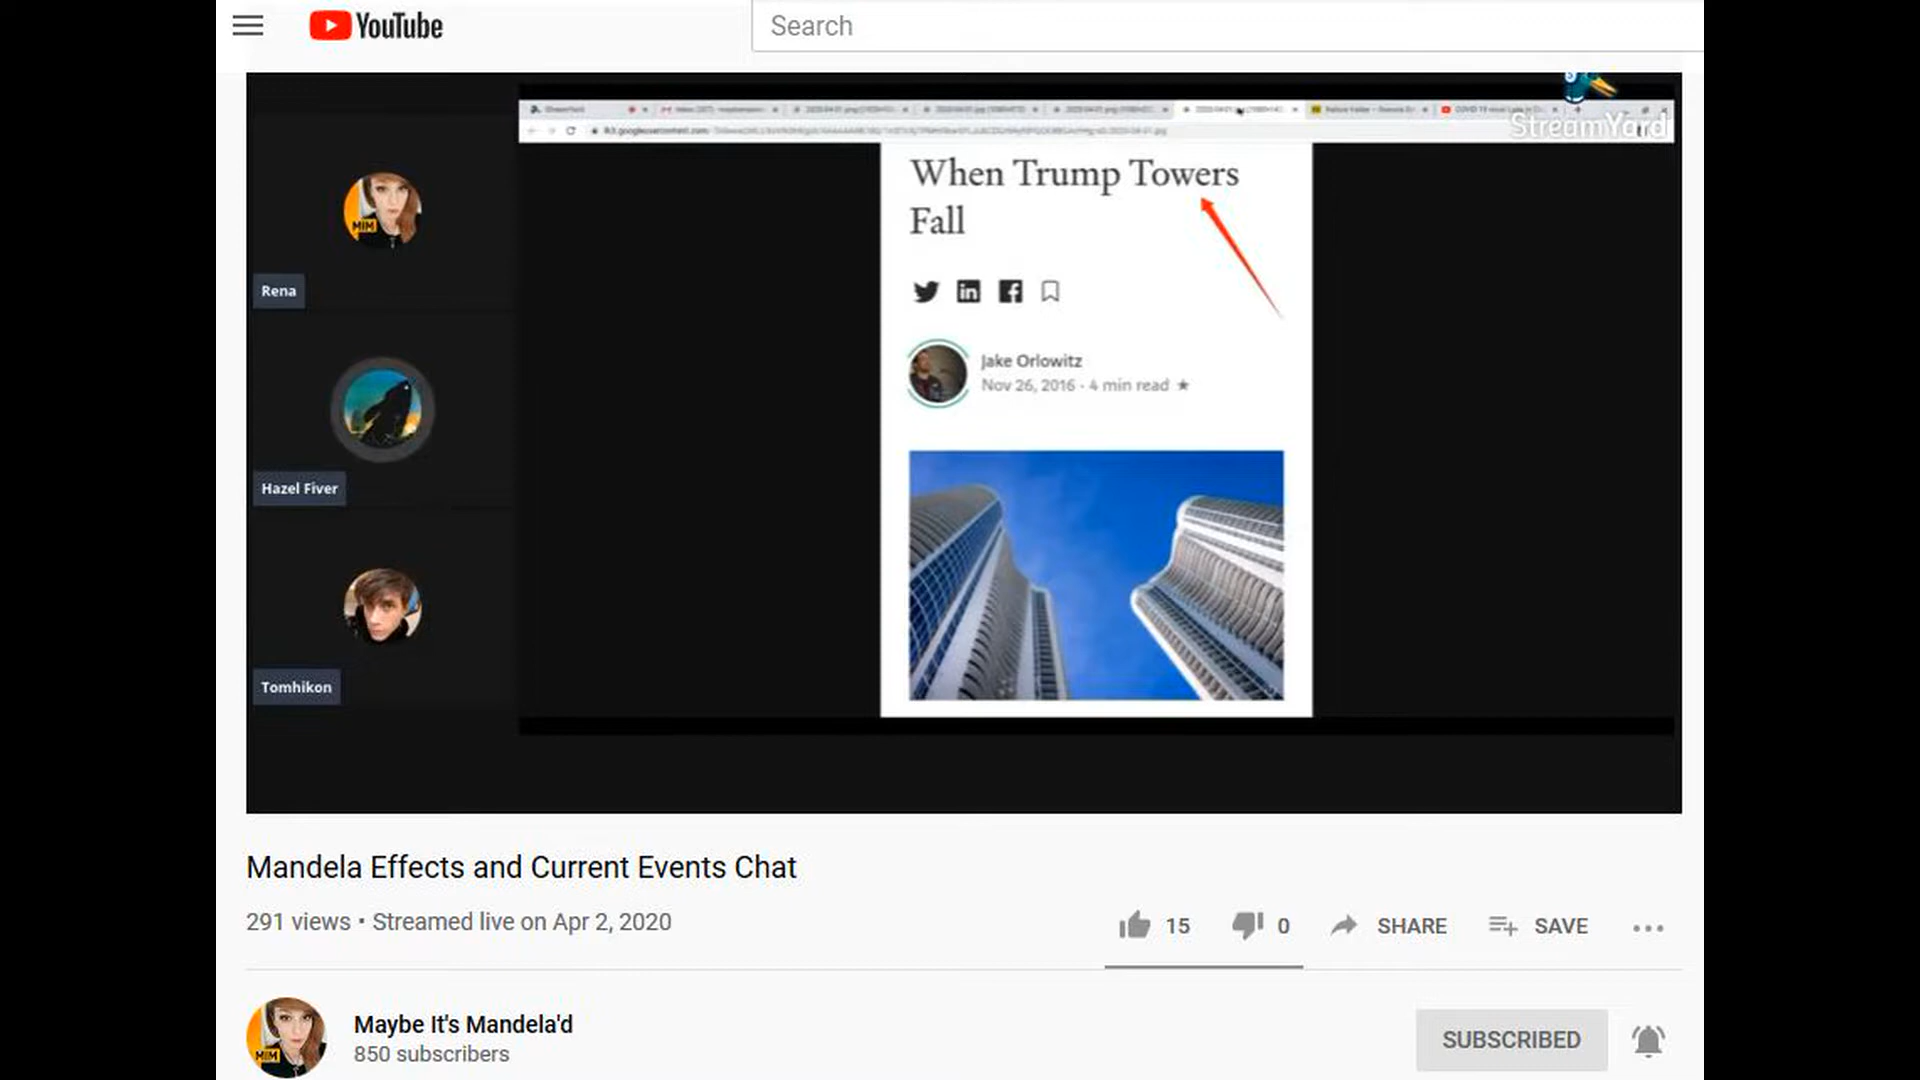 YouTube
Search
StreamYard
When Trump Towers
Fall
Jake Orlowitz
Nov 26, 2016 · 4 min read ★
MIM
Rena
Hazel Fiver
Tomhikon
Mandela Effects and Current Events Chat
291 views • Streamed live on Apr 2, 2020
15
0
SHARE
SAVE
MIM
Maybe It's Mandela'd
850 subscribers
SUBSCRIBED